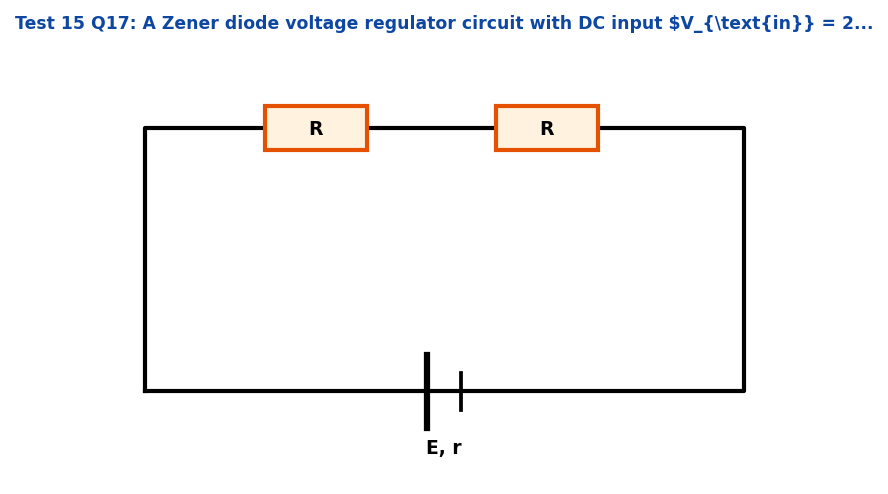 Test 15 Q17: A Zener diode voltage regulator circuit with DC input $V_{\text{in}} = 2...
R R
E, r